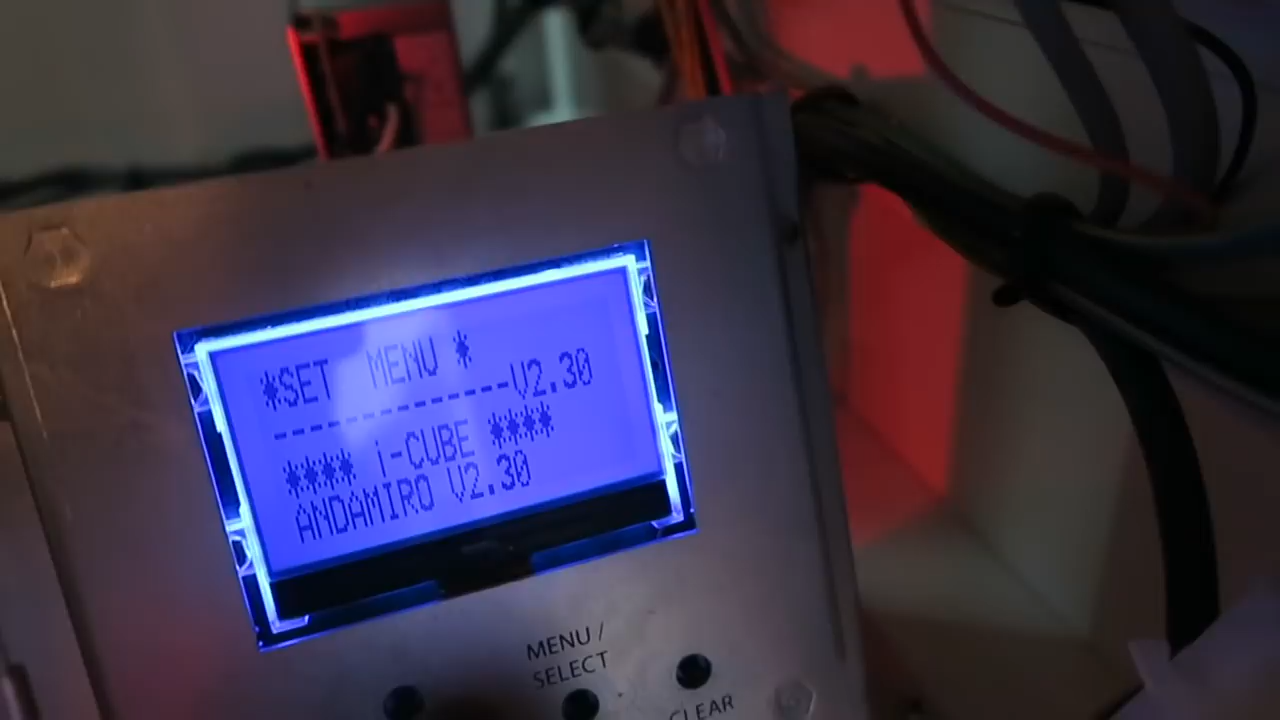 *SET MENU *
------------V2.30
**** i-CUBE ****
ANDAMIRO V2.30
MENU /
SELECT
CLEAR